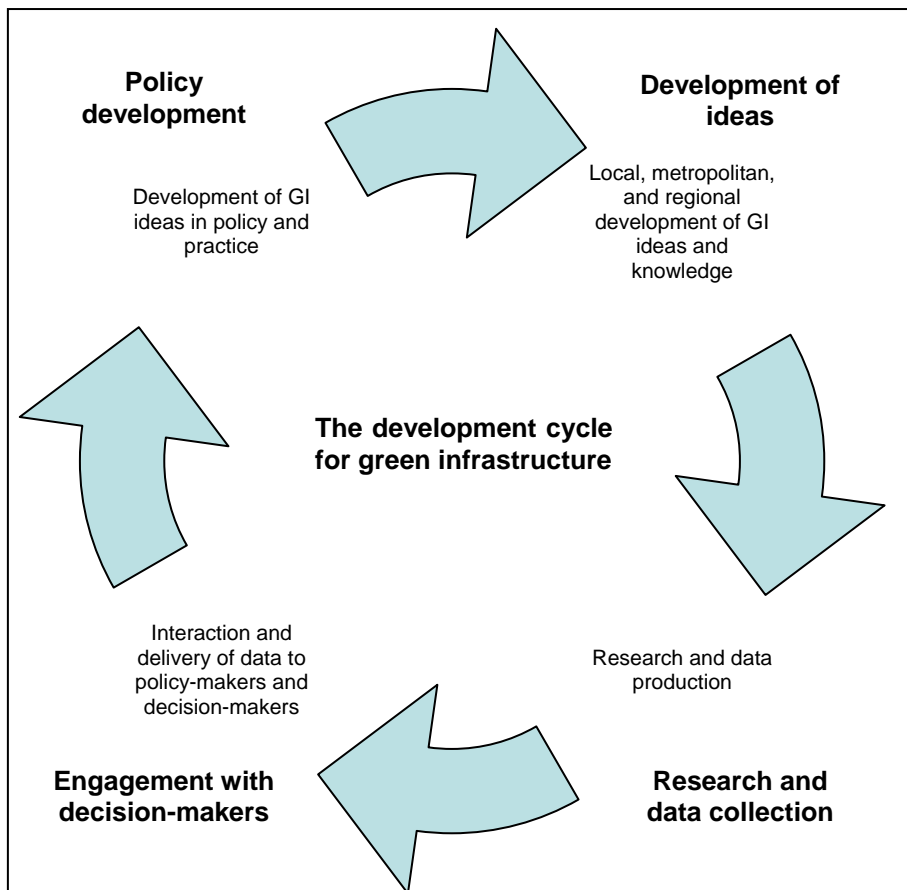 Policy
development
Development of GI
ideas in policy and
practice
Development of
ideas
Local, metropolitan,
and regional
development of GI
ideas and
knowledge
The development cycle
for green infrastructure
Interaction and
delivery of data to
policy-makers and
decision-makers
Engagement with
decision-makers
Research and data
production
Research and
data collection